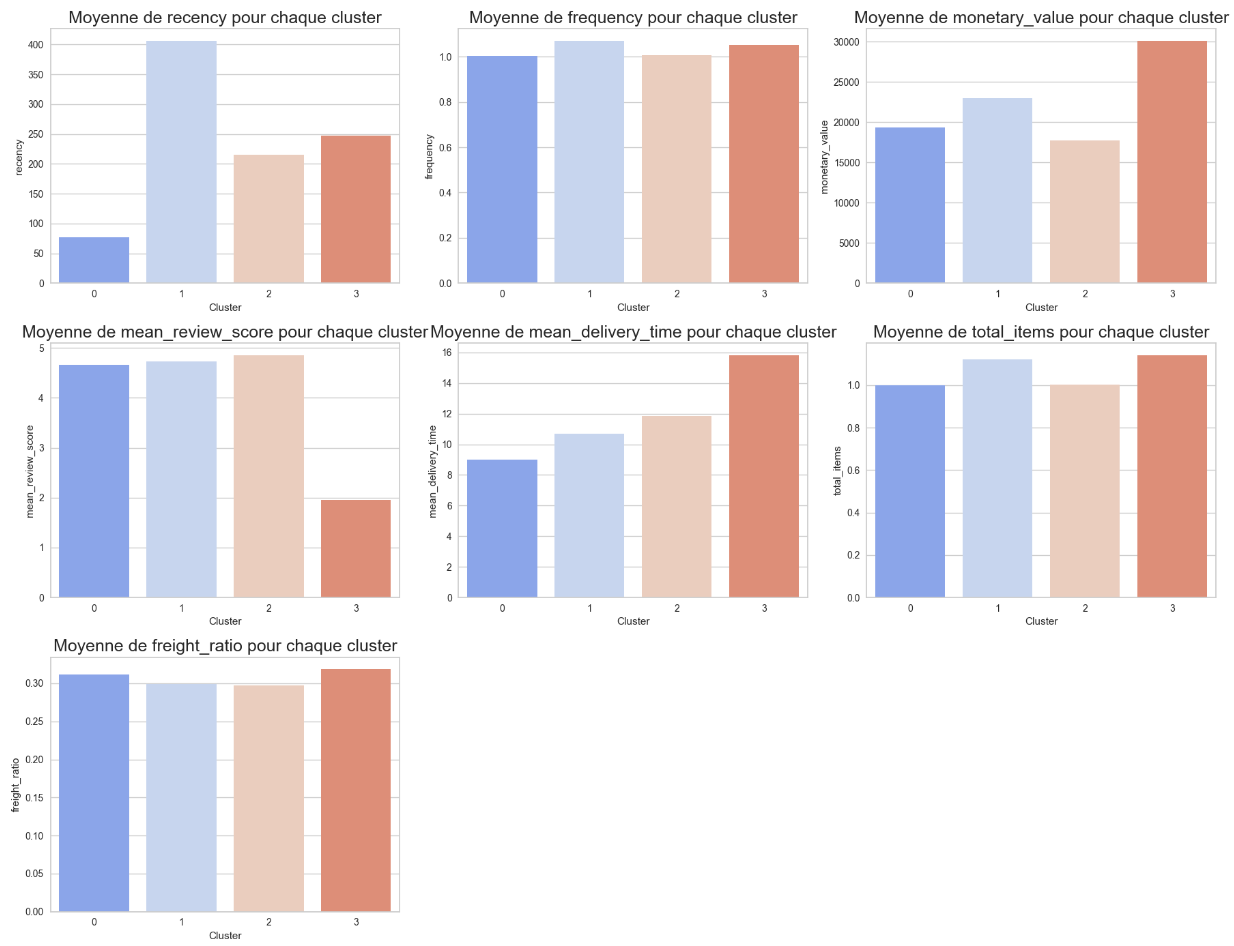 Moyenne de recency pour chaque cluster
400
350
300
250
200
150
100
50
0
recency
0 1 2 3
Cluster
Moyenne de frequency pour chaque cluster
1.0
0.8
0.6
0.4
0.2
0.0
frequency
0 1 2 3
Cluster
Moyenne de monetary_value pour chaque cluster
30000
25000
20000
15000
10000
5000
0
monetary_value
0 1 2 3
Cluster
Moyenne de mean_review_score pour chaque cluster
5
4
3
2
1
0
mean_review_score
0 1 2 3
Cluster
Moyenne de mean_delivery_time pour chaque cluster
16
14
12
10
8
6
4
2
0
mean_delivery_time
0 1 2 3
Cluster
Moyenne de total_items pour chaque cluster
1.0
0.8
0.6
0.4
0.2
0.0
total_items
0 1 2 3
Cluster
Moyenne de freight_ratio pour chaque cluster
0.30
0.25
0.20
0.15
0.10
0.05
0.00
freight_ratio
0 1 2 3
Cluster